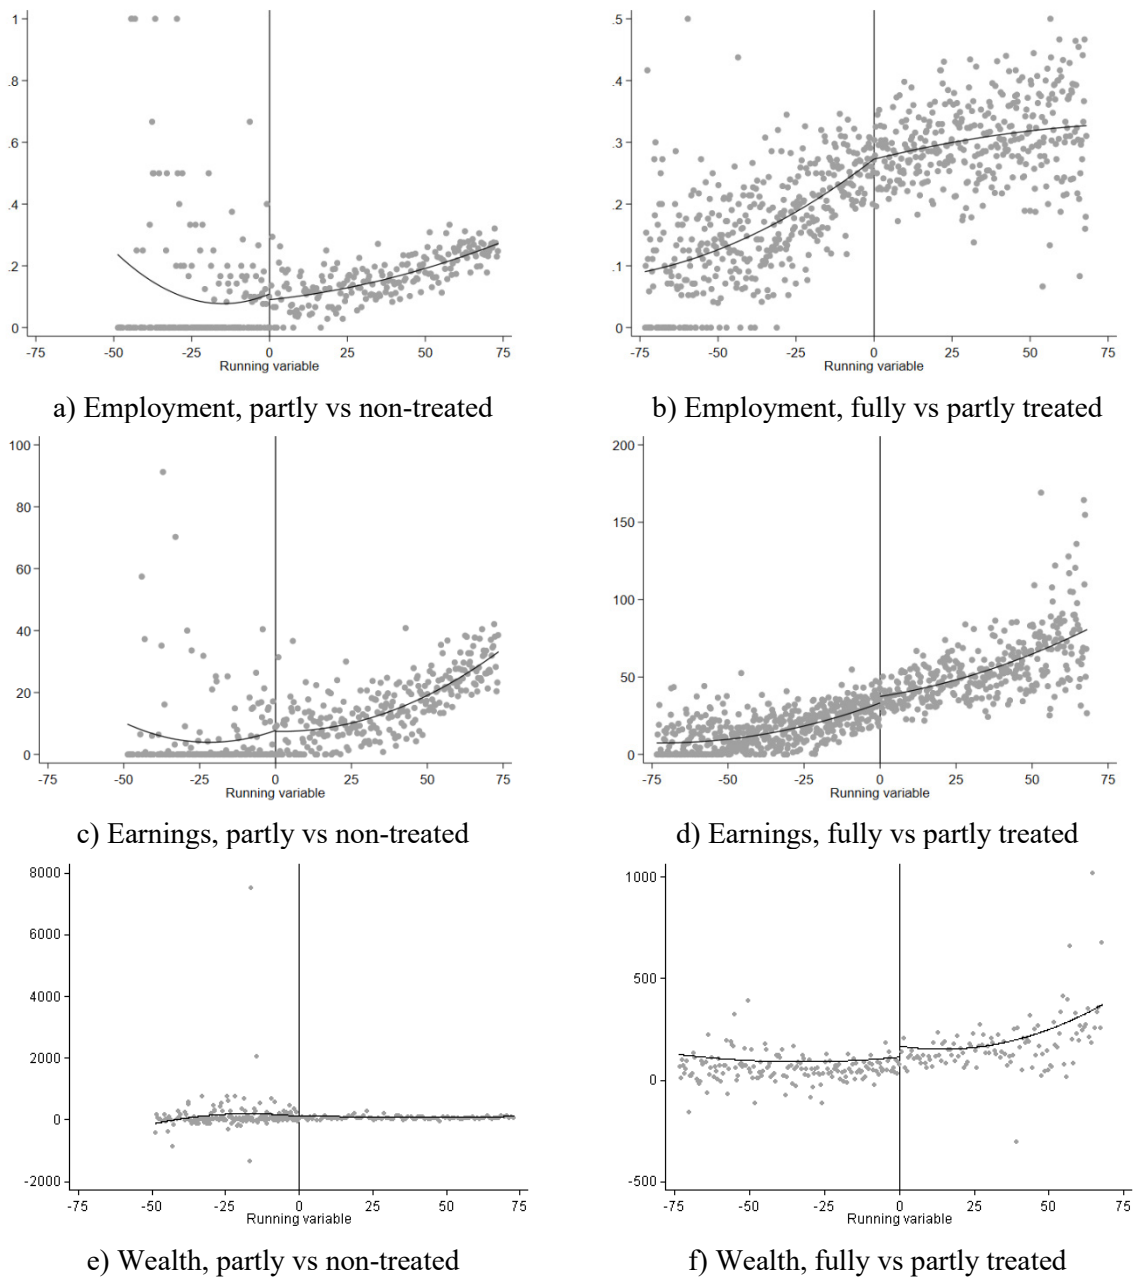 1
.8
.6
.4
.2
0
-75 -50 -25 0 25 50 75
Running variable
a) Employment, partly vs non-treated
.5
.4
.3
.2
.1
0
-75 -50 -25 0 25 50 75
Running variable
b) Employment, fully vs partly treated
100
80
60
40
20
0
-75 -50 -25 0 25 50 75
Running variable
c) Earnings, partly vs non-treated
200
150
100
50
0
-75 -50 -25 0 25 50 75
Running variable
d) Earnings, fully vs partly treated
8000
6000
4000
2000
0
-2000
-75 -50 -25 0 25 50 75
Running variable
e) Wealth, partly vs non-treated
1000
500
0
-500
-75 -50 -25 0 25 50 75
Running variable
f) Wealth, fully vs partly treated